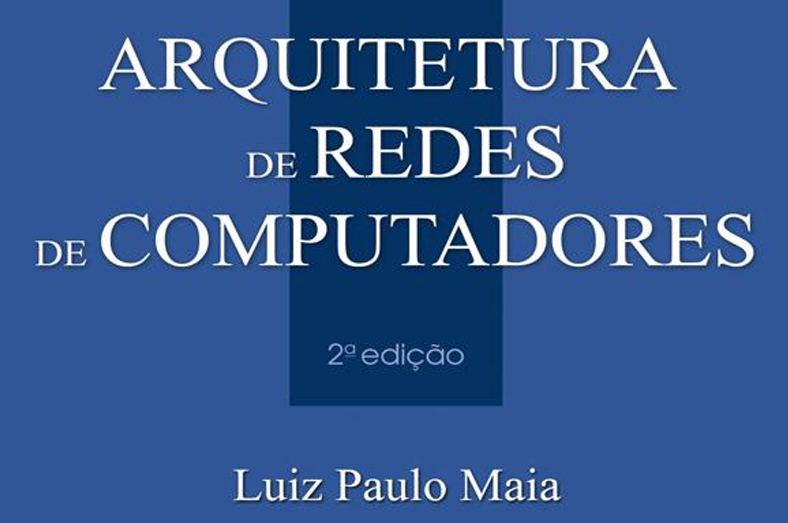 ARQUITETURA
DE REDES
DE COMPUTADORES
2ª edição
Luiz Paulo Maia